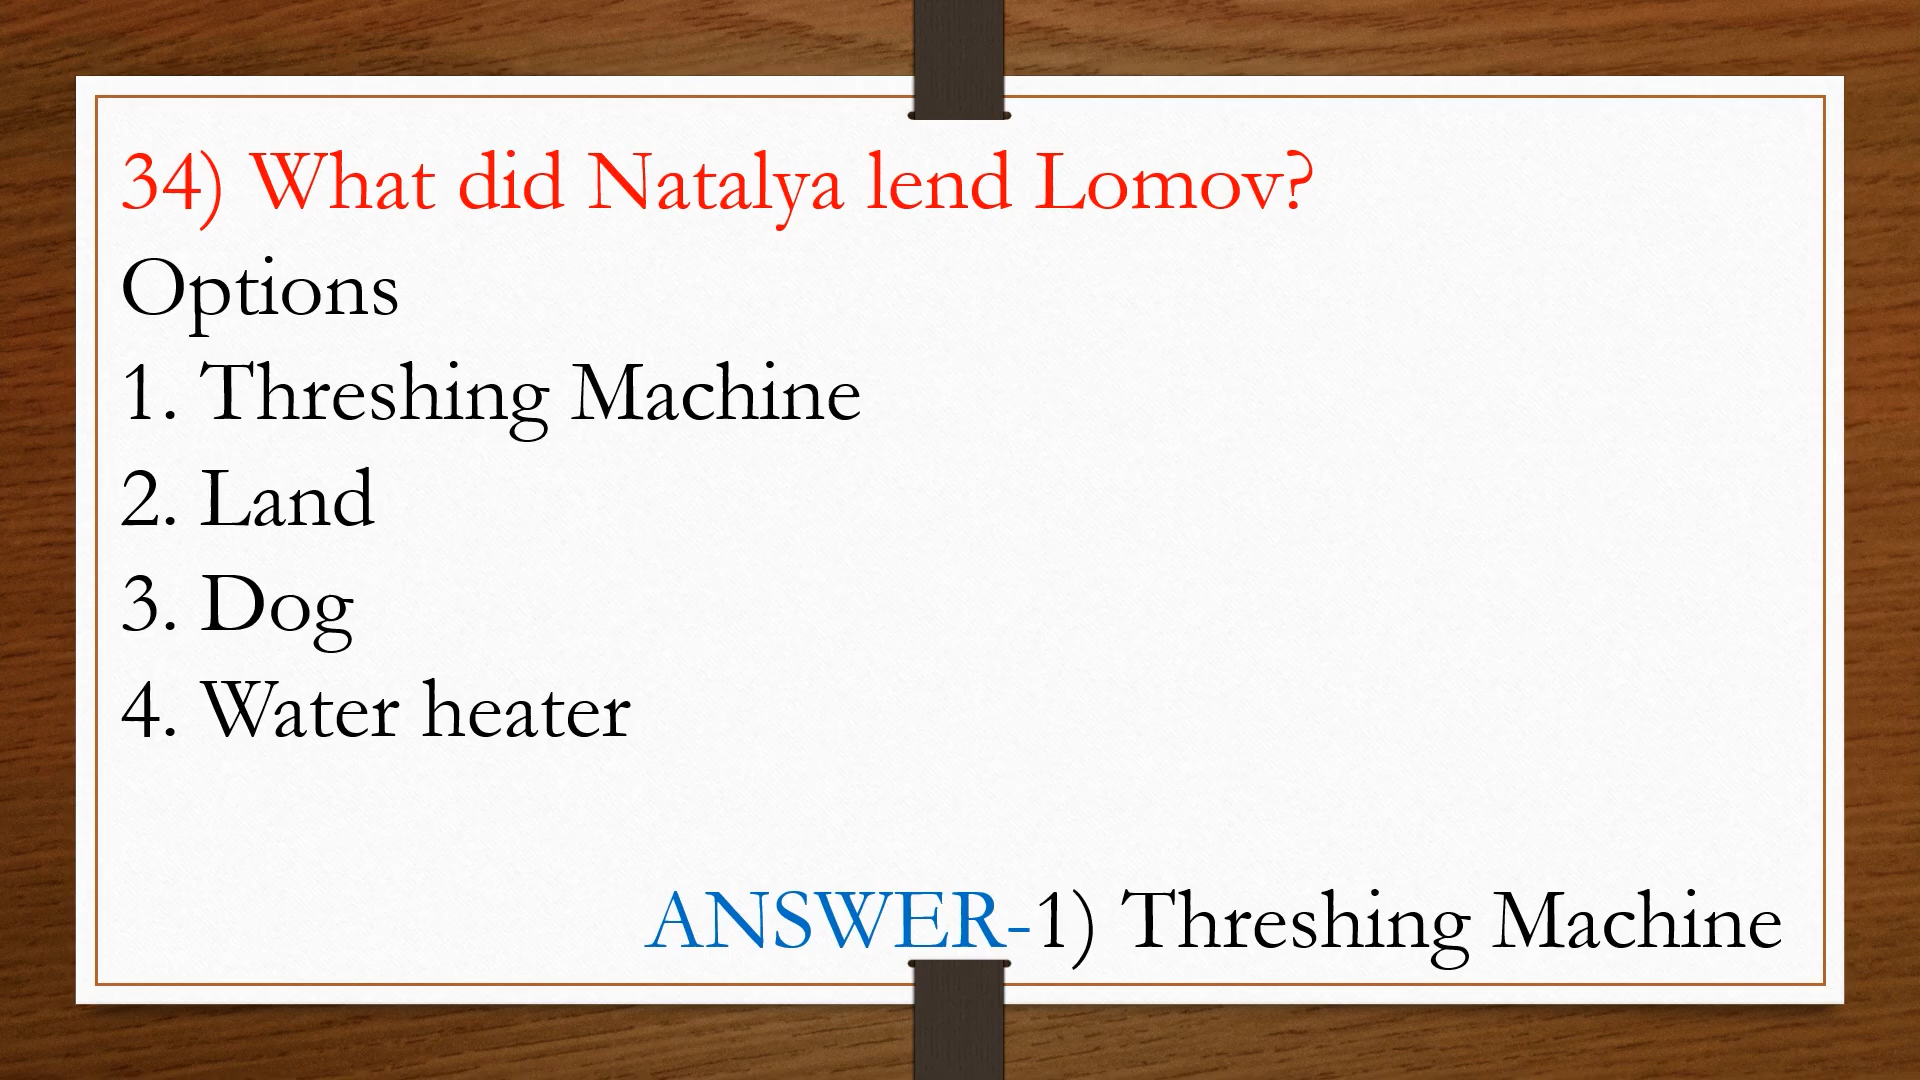 34) What did Natalya lend Lomov?
Options
1. Threshing Machine
2. Land
3. Dog
4. Water heater
ANSWER-1) Threshing Machine